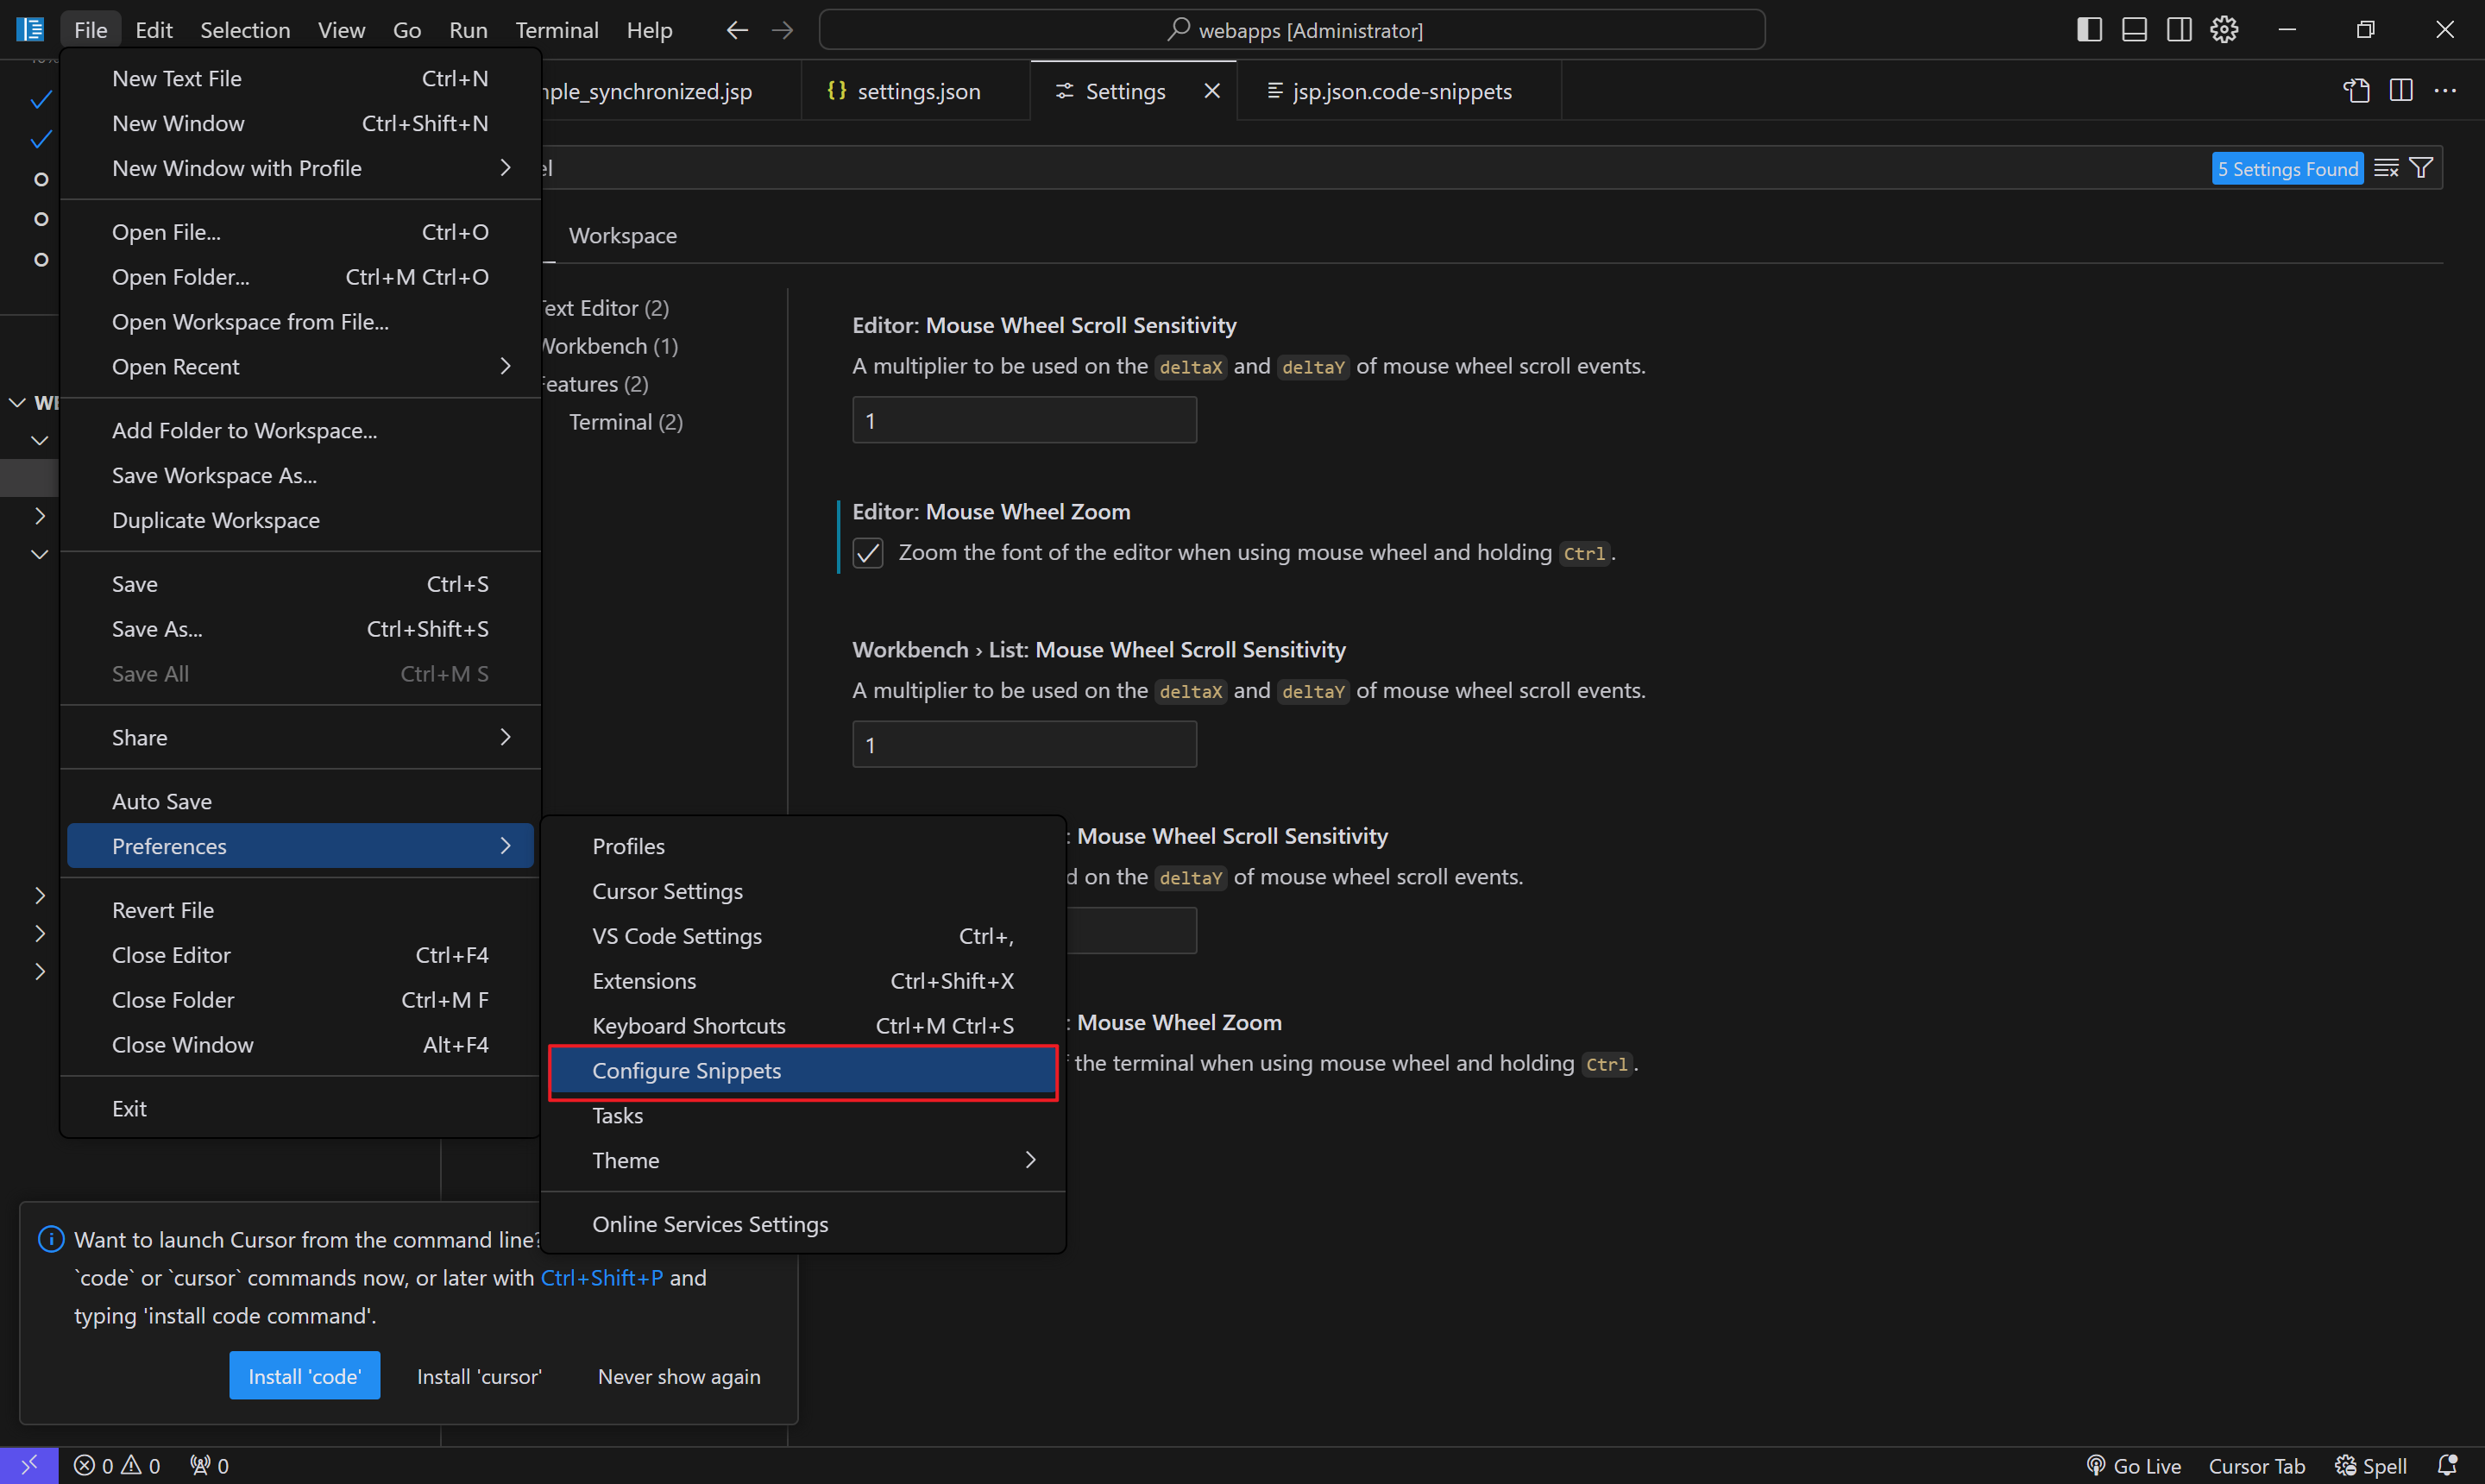 File Edit Selection View Go Run Terminal Help
webapps [Administrator]
New Text File Ctrl+N
New Window Ctrl+Shift+N
New Window with Profile
Open File... Ctrl+O
Open Folder... Ctrl+M Ctrl+O
Open Workspace from File...
Open Recent
Add Folder to Workspace...
Save Workspace As...
Duplicate Workspace
Save Ctrl+S
Save As... Ctrl+Shift+S
Save All Ctrl+M S
Share
Auto Save
Preferences
Revert File
Close Editor Ctrl+F4
Close Folder Ctrl+M F
Close Window Alt+F4
Exit
Profiles
Cursor Settings
VS Code Settings Ctrl+,
Extensions Ctrl+Shift+X
Keyboard Shortcuts Ctrl+M Ctrl+S
Configure Snippets
Tasks
Theme
Online Services Settings
mple_synchronized.jsp
{} settings.json
Settings
jsp.json.code-snippets
el
5 Settings Found
Workspace
Text Editor (2)
Workbench (1)
Features (2)
Terminal (2)
Editor: Mouse Wheel Scroll Sensitivity
A multiplier to be used on the deltaX and deltaY of mouse wheel scroll events.
1
Editor: Mouse Wheel Zoom
Zoom the font of the editor when using mouse wheel and holding Ctrl.
Workbench › List: Mouse Wheel Scroll Sensitivity
A multiplier to be used on the deltaX and deltaY of mouse wheel scroll events.
1
: Mouse Wheel Scroll Sensitivity
d on the deltaY of mouse wheel scroll events.
: Mouse Wheel Zoom
f the terminal when using mouse wheel and holding Ctrl.
WE
Want to launch Cursor from the command line?
`code` or `cursor` commands now, or later with Ctrl+Shift+P and
typing 'install code command'.
Install 'code' Install 'cursor' Never show again
0 0 0
Go Live Cursor Tab Spell